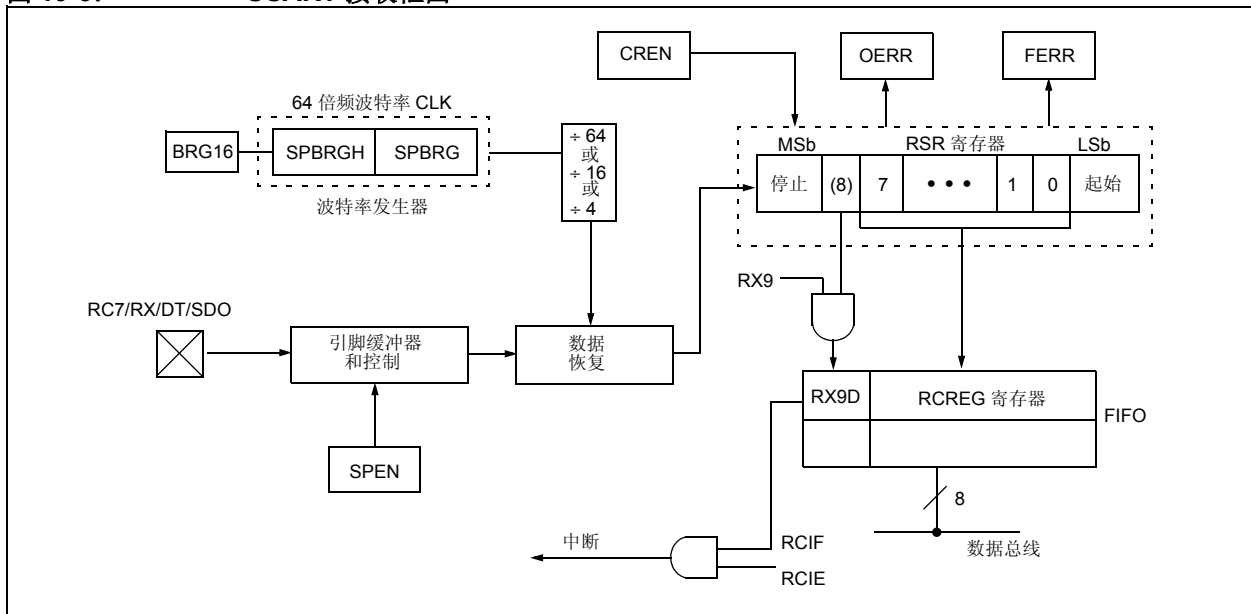 CREN
OERR
FERR
64 倍频波特率 CLK
BRG16
SPBRGH
SPBRG
波特率发生器
÷ 64
或
÷ 16
或
÷ 4
MSb
RSR 寄存器
LSb
停止
(8)
7
• • •
1
0
起始
RX9
RC7/RX/DT/SDO
引脚缓冲器
和控制
数据
恢复
SPEN
RX9D
RCREG 寄存器
FIFO
8
数据总线
中断
RCIF
RCIE